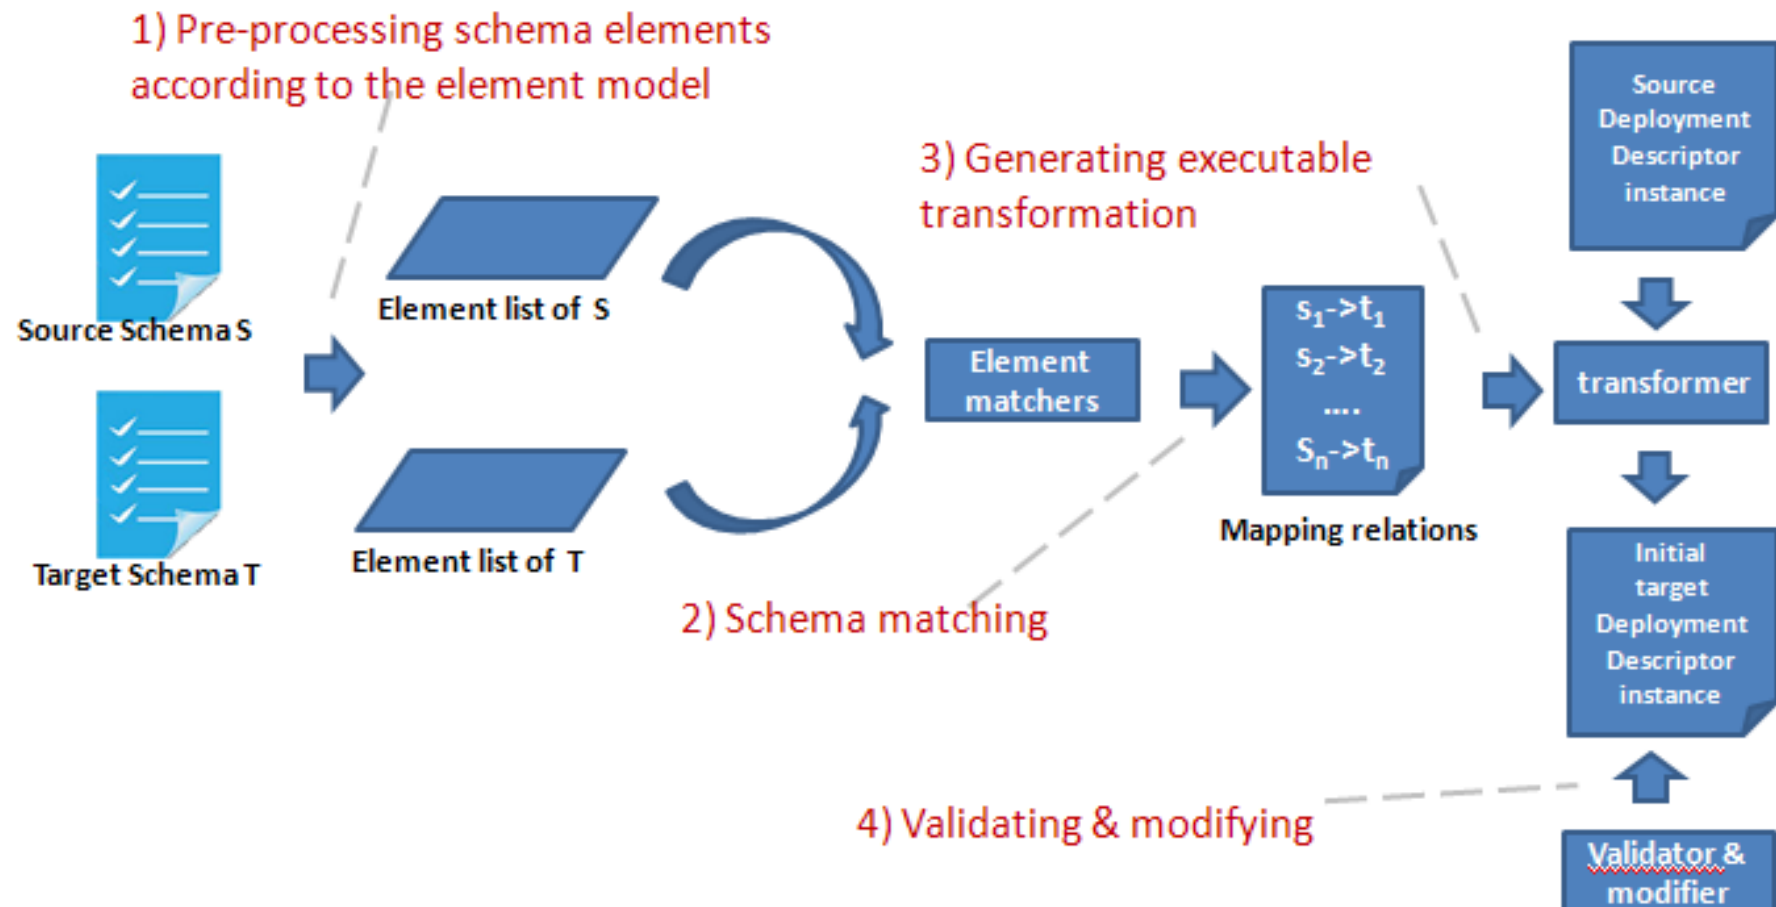 1) Pre-processing schema elements
according to the element model
Source Schema S
Target Schema T
Element list of S
Element list of T
Element
matchers
2) Schema matching
3) Generating executable
transformation
s1->t1
s2->t2
....
Sn->tn
Mapping relations
Source
Deployment
Descriptor
instance
transformer
Initial
target
Deployment
Descriptor
instance
4) Validating & modifying
Validator &
modifier